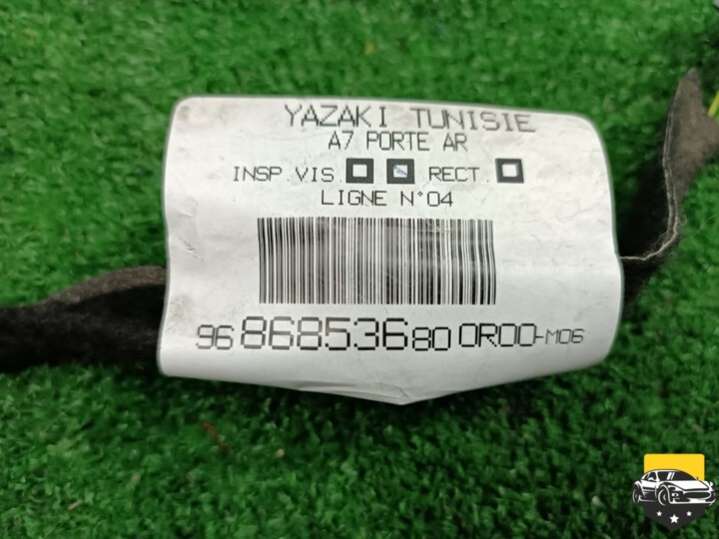 YAZAKI TUNISIE
A7 PORTE AR
INSP.VIS. RECT.
LIGNE N°04
96 868536 80 0R00-M06